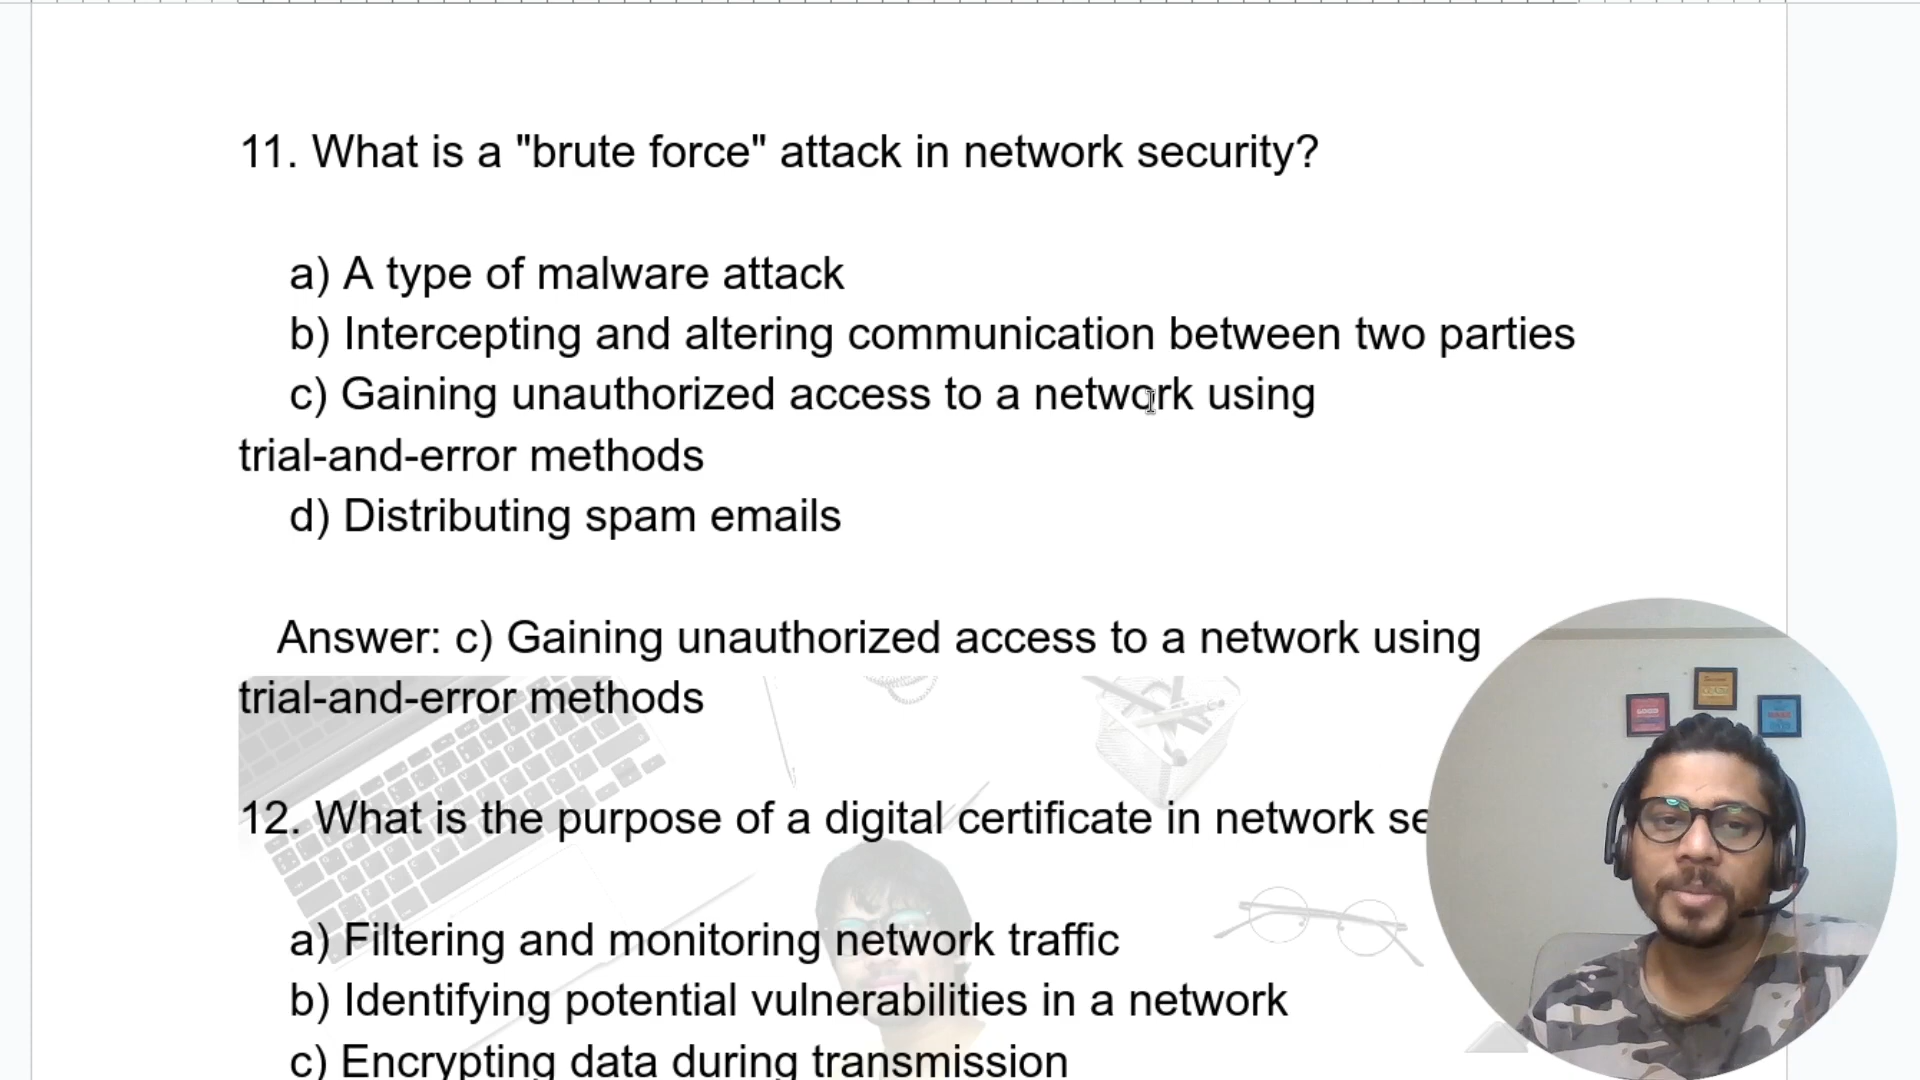 11. What is a "brute force" attack in network security?
a) A type of malware attack
b) Intercepting and altering communication between two parties
c) Gaining unauthorized access to a network using
trial-and-error methods
d) Distributing spam emails
Answer: c) Gaining unauthorized access to a network using
trial-and-error methods
12. What is the purpose of a digital certificate in network se
a) Filtering and monitoring network traffic
b) Identifying potential vulnerabilities in a network
c) Encrypting data during transmission